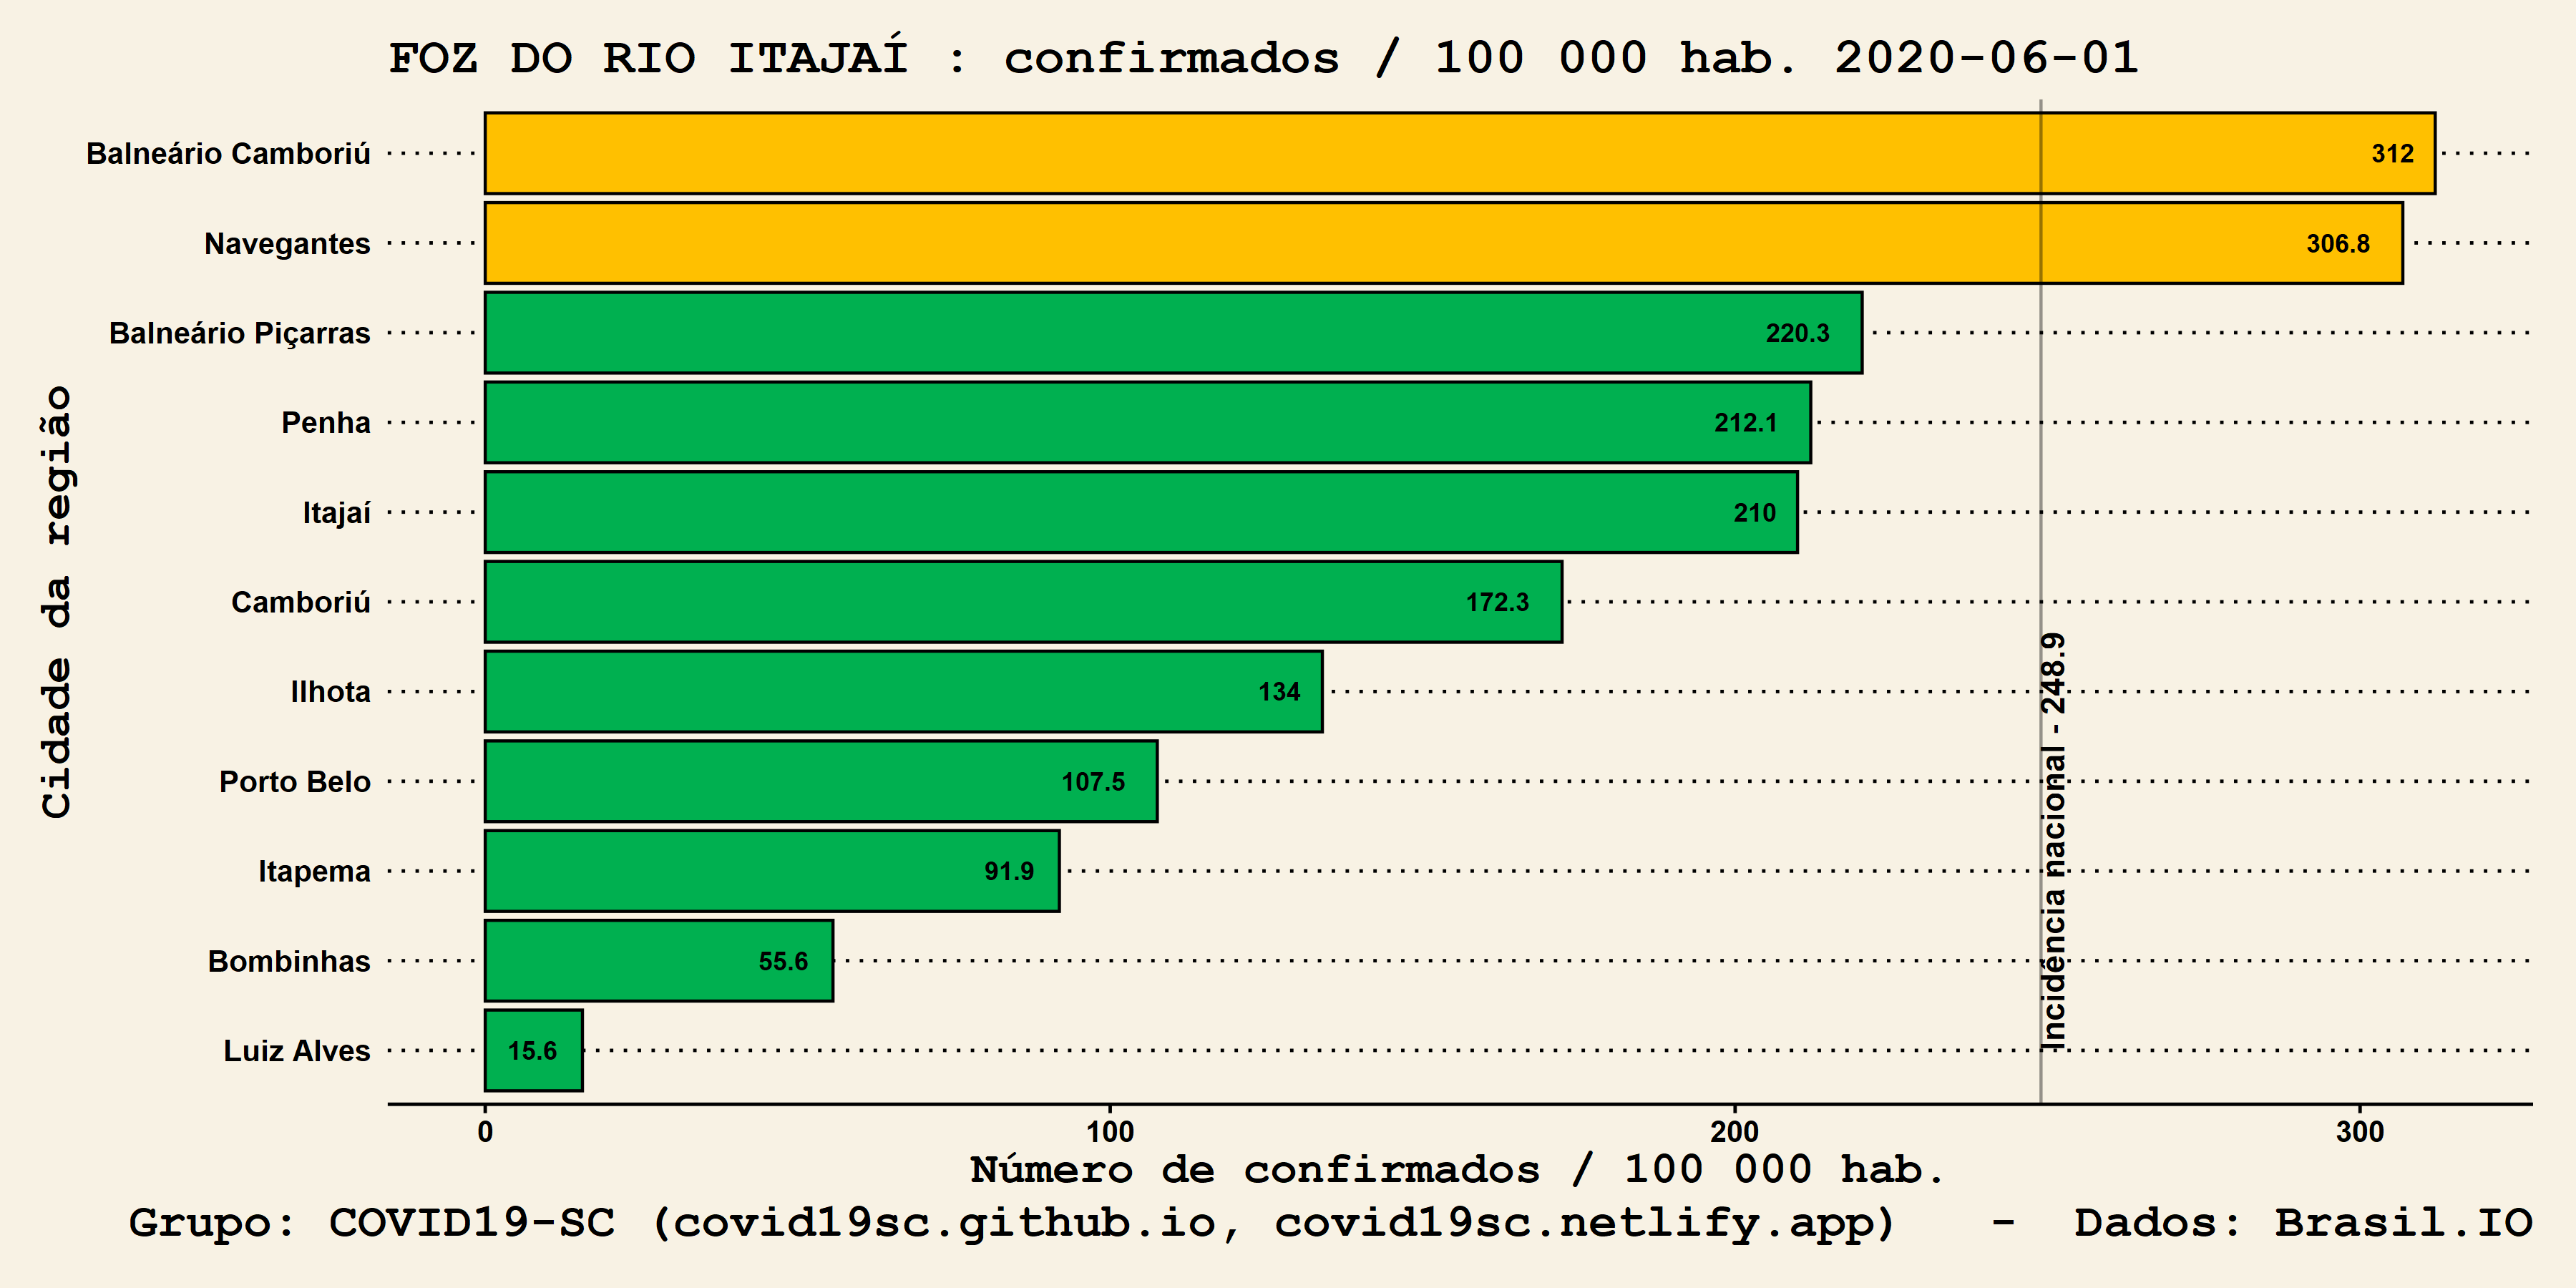 FOZ DO RIO ITAJAÍ : confirmados / 100 000 hab. 2020-06-01
Cidade da região
Balneário Camboriú 312
Navegantes 306.8
Balneário Piçarras 220.3
Penha 212.1
Itajaí 210
Camboriú 172.3
Ilhota 134
Porto Belo 107.5
Itapema 91.9
Bombinhas 55.6
Luiz Alves 15.6
Incidência nacional - 248.9
0 100 200 300
Número de confirmados / 100 000 hab.
Grupo: COVID19-SC (covid19sc.github.io, covid19sc.netlify.app) - Dados: Brasil.IO